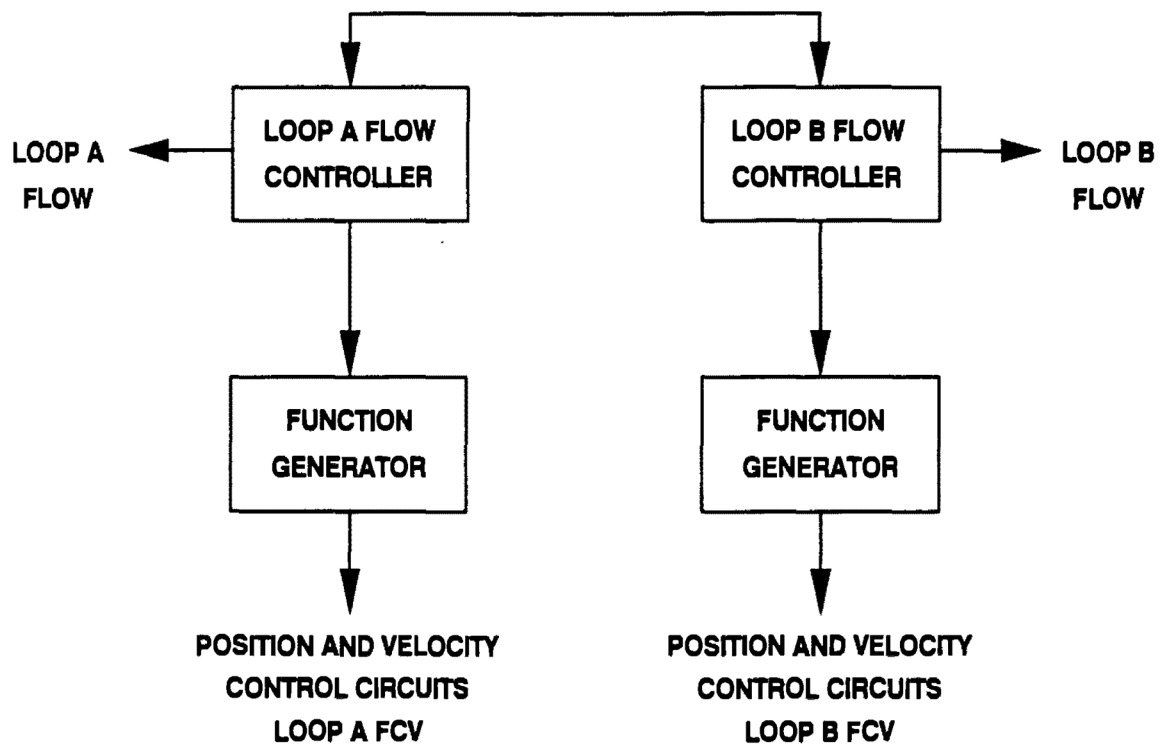 LOOP A FLOW
CONTROLLER
LOOP B FLOW
CONTROLLER
LOOP A
FLOW
LOOP B
FLOW
FUNCTION
GENERATOR
FUNCTION
GENERATOR
POSITION AND VELOCITY
CONTROL CIRCUITS
LOOP A FCV
POSITION AND VELOCITY
CONTROL CIRCUITS
LOOP B FCV